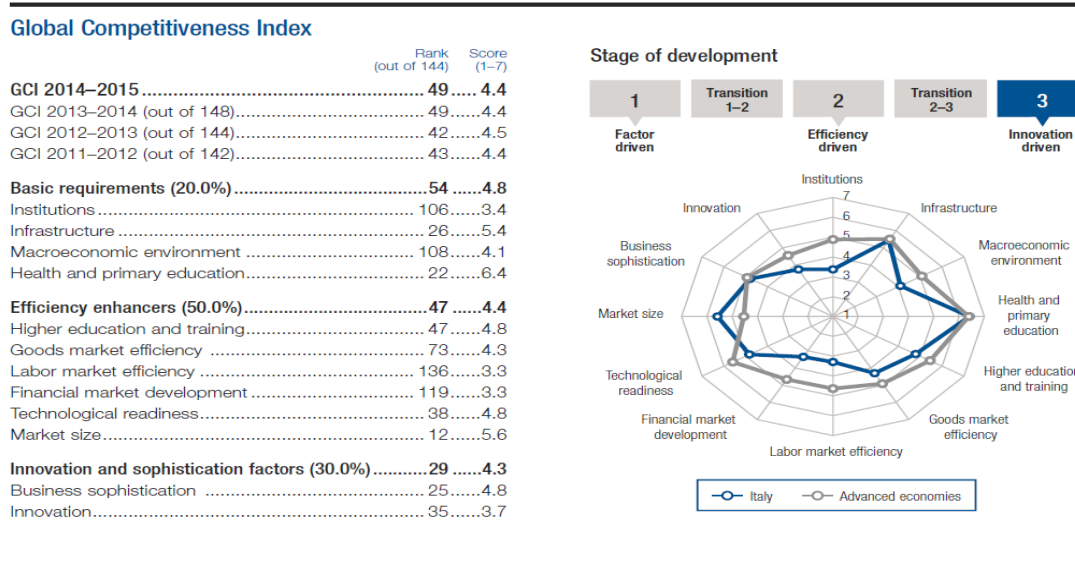 Global Competitiveness Index
Rank Score
(out of 144) (1–7)
GCI 2014–2015 49 4.4
GCI 2013–2014 (out of 148) 49 4.4
GCI 2012–2013 (out of 144) 42 4.5
GCI 2011–2012 (out of 142) 43 4.4
Basic requirements (20.0%) 54 4.8
Institutions 106 3.4
Infrastructure 26 5.4
Macroeconomic environment 108 4.1
Health and primary education 22 6.4
Efficiency enhancers (50.0%) 47 4.4
Higher education and training 47 4.8
Goods market efficiency 73 4.3
Labor market efficiency 136 3.3
Financial market development 119 3.3
Technological readiness 38 4.8
Market size 12 5.6
Innovation and sophistication factors (30.0%) 29 4.3
Business sophistication 25 4.8
Innovation 35 3.7
Stage of development
1
Transition
1–2
2
Transition
2–3
3
Factor
driven
Efficiency
driven
Innovation
driven
Institutions
Infrastructure
Macroeconomic
environment
Health and
primary
education
Higher education
and training
Goods market
efficiency
Labor market efficiency
Financial market
development
Technological
readiness
Market size
Business
sophistication
Innovation
7
6
5
4
3
2
1
Italy
Advanced economies